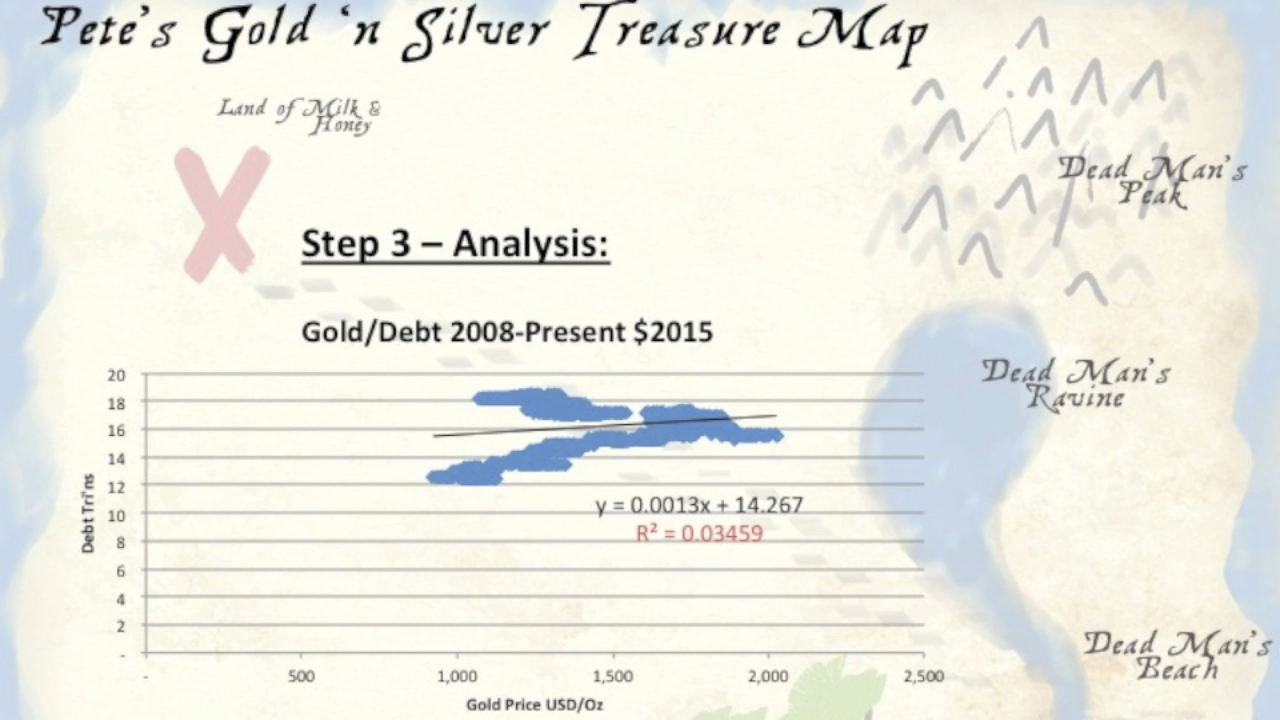 Pete's Gold 'n Silver Treasure Map
Land of Milk &
Honey
Dead Man's
Peak
Step 3 – Analysis:
Gold/Debt 2008-Present $2015
Dead Man's
Ravine
20
18
16
14
12
10
8
6
4
2
-
Debt Tri'ns
y = 0.0013x + 14.267
R² = 0.03459
- 500 1,000 1,500 2,000 2,500
Gold Price USD/Oz
Dead Man's
Beach